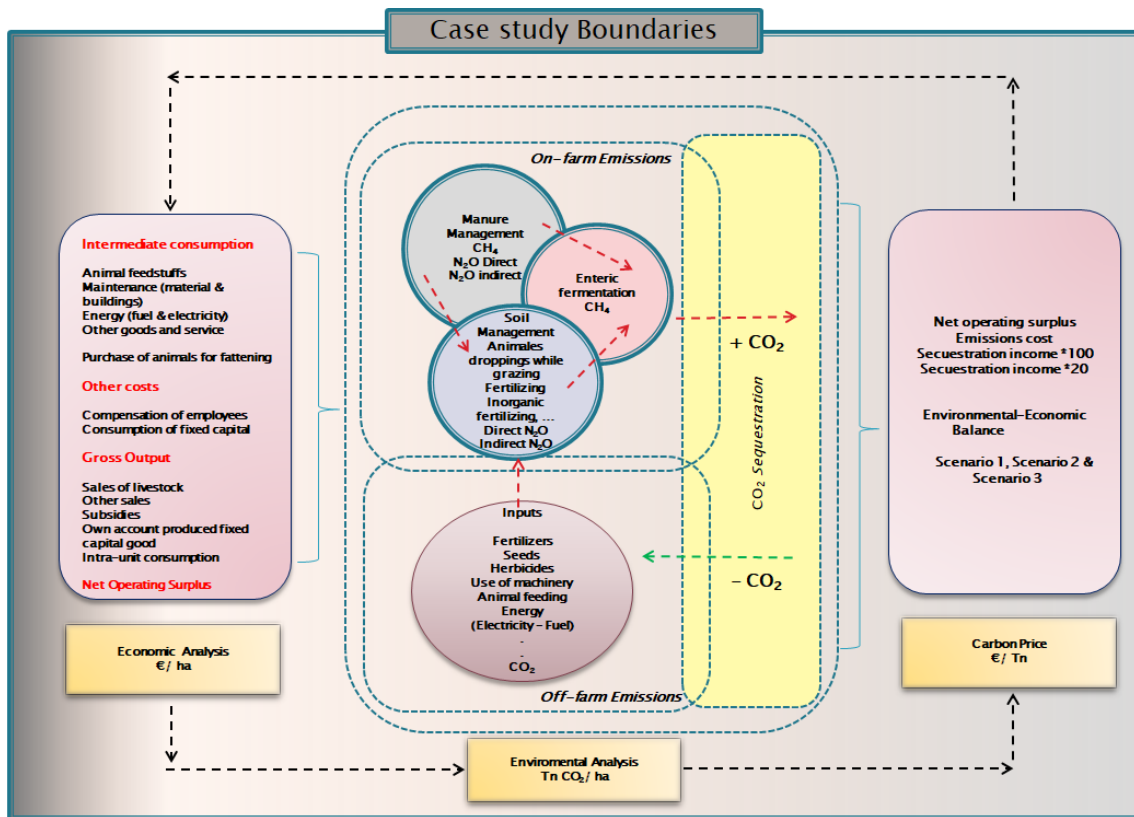 Case study Boundaries
Intermediate consumption
Animal feedstuffs
Maintenance (material &
buildings)
Energy (fuel & electricity)
Other goods and service
Purchase of animals for fattening
Other costs
Compensation of employees
Consumption of fixed capital
Gross Output
Sales of livestock
Other sales
Subsidies
Own account produced fixed
capital good
Intra-unit consumption
Net Operating Surplus
Economic Analysis
€/ ha
On-farm Emissions
Manure
Management
CH₄
N₂O Direct
N₂O indirect
Enteric
fermentation
CH₄
Soil
Management
Animales
droppings while
grazing
Fertilizing
Inorganic
fertilizing, ...
Direct N₂O
Indirect N₂O
Inputs
Fertilizers
Seeds
Herbicides
Use of machinery
Animal feeding
Energy
(Electricity - Fuel)
.
.
CO₂
Off-farm Emissions
+ CO₂
CO₂ Sequestration
- CO₂
Enviromental Analysis
Tn CO₂/ ha
Net operating surplus
Emissions cost
Secuestration income *100
Secuestration income *20
Environmental-Economic
Balance
Scenario 1, Scenario 2 &
Scenario 3
Carbon Price
€/ Tn